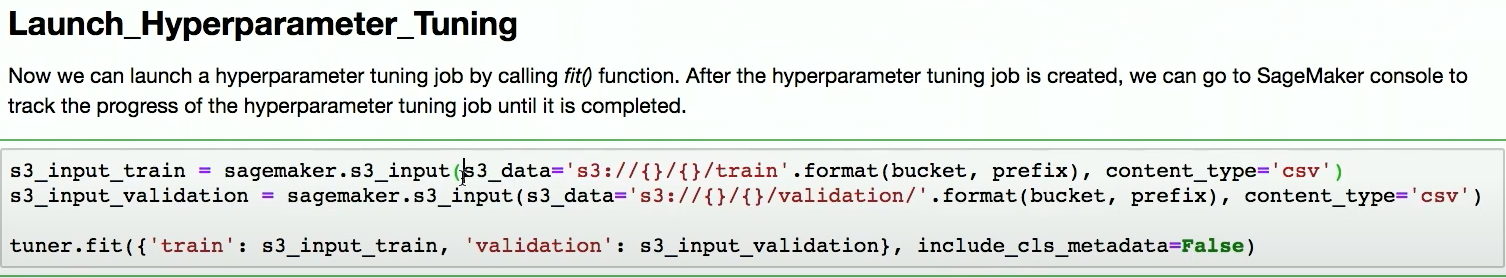 Launch_Hyperparameter_Tuning
Now we can launch a hyperparameter tuning job by calling fit() function. After the hyperparameter tuning job is created, we can go to SageMaker console to
track the progress of the hyperparameter tuning job until it is completed.
s3_input_train = sagemaker.s3_input(s3_data='s3://{}/{}/train'.format(bucket, prefix), content_type='csv')
s3_input_validation = sagemaker.s3_input(s3_data='s3://{}/{}/validation/'.format(bucket, prefix), content_type='csv')
tuner.fit({'train': s3_input_train, 'validation': s3_input_validation}, include_cls_metadata=False)